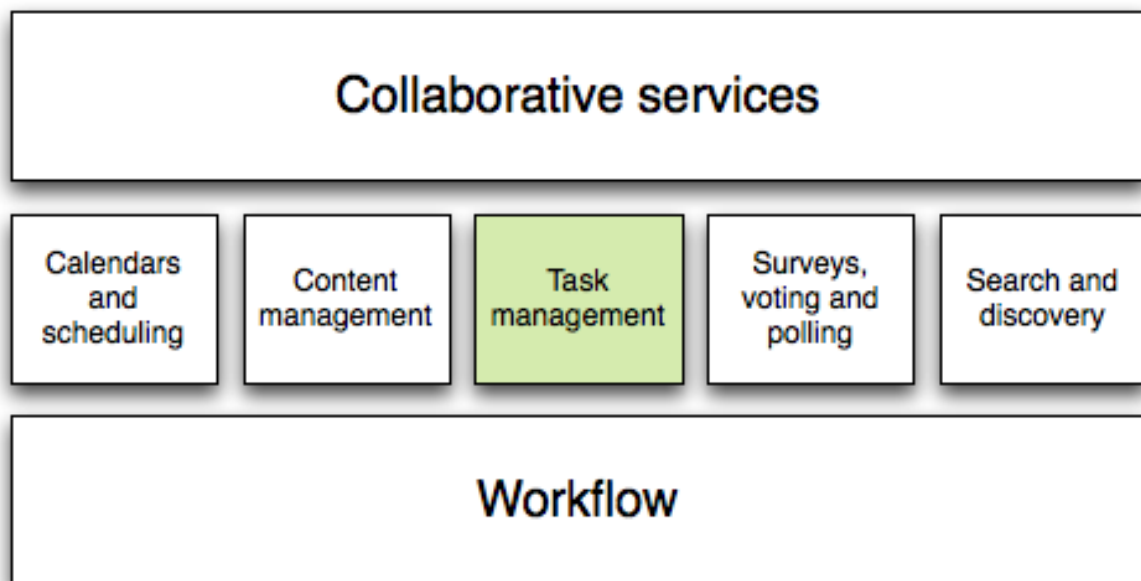 Collaborative services
Calendars
and
scheduling
Content
management
Task
management
Surveys,
voting and
polling
Search and
discovery
Workflow